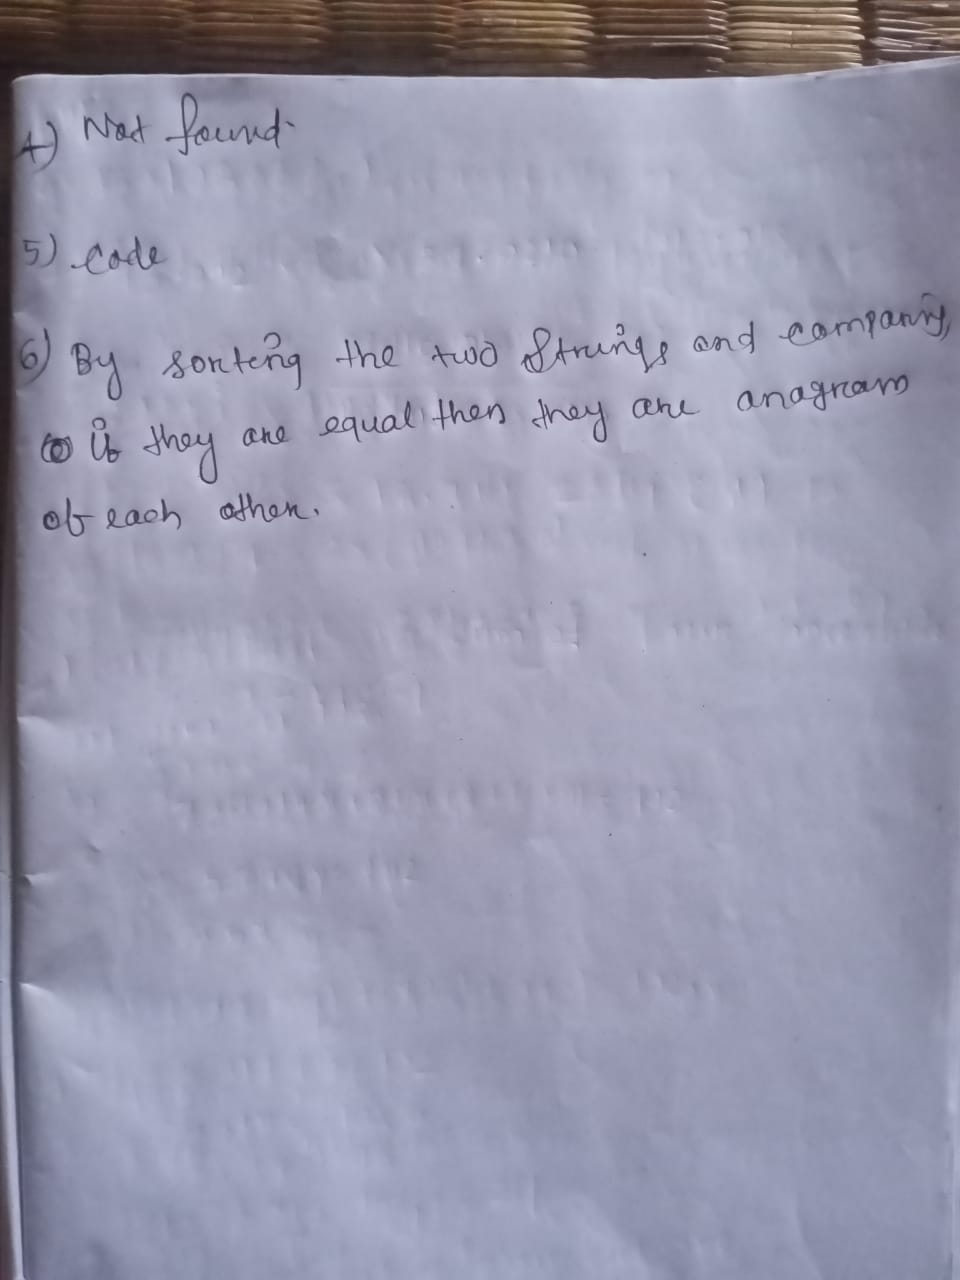 4) Not found.
5) Code
6) By sorting the two Strings and comparing,
if they are equal then they are anagram
of each other.